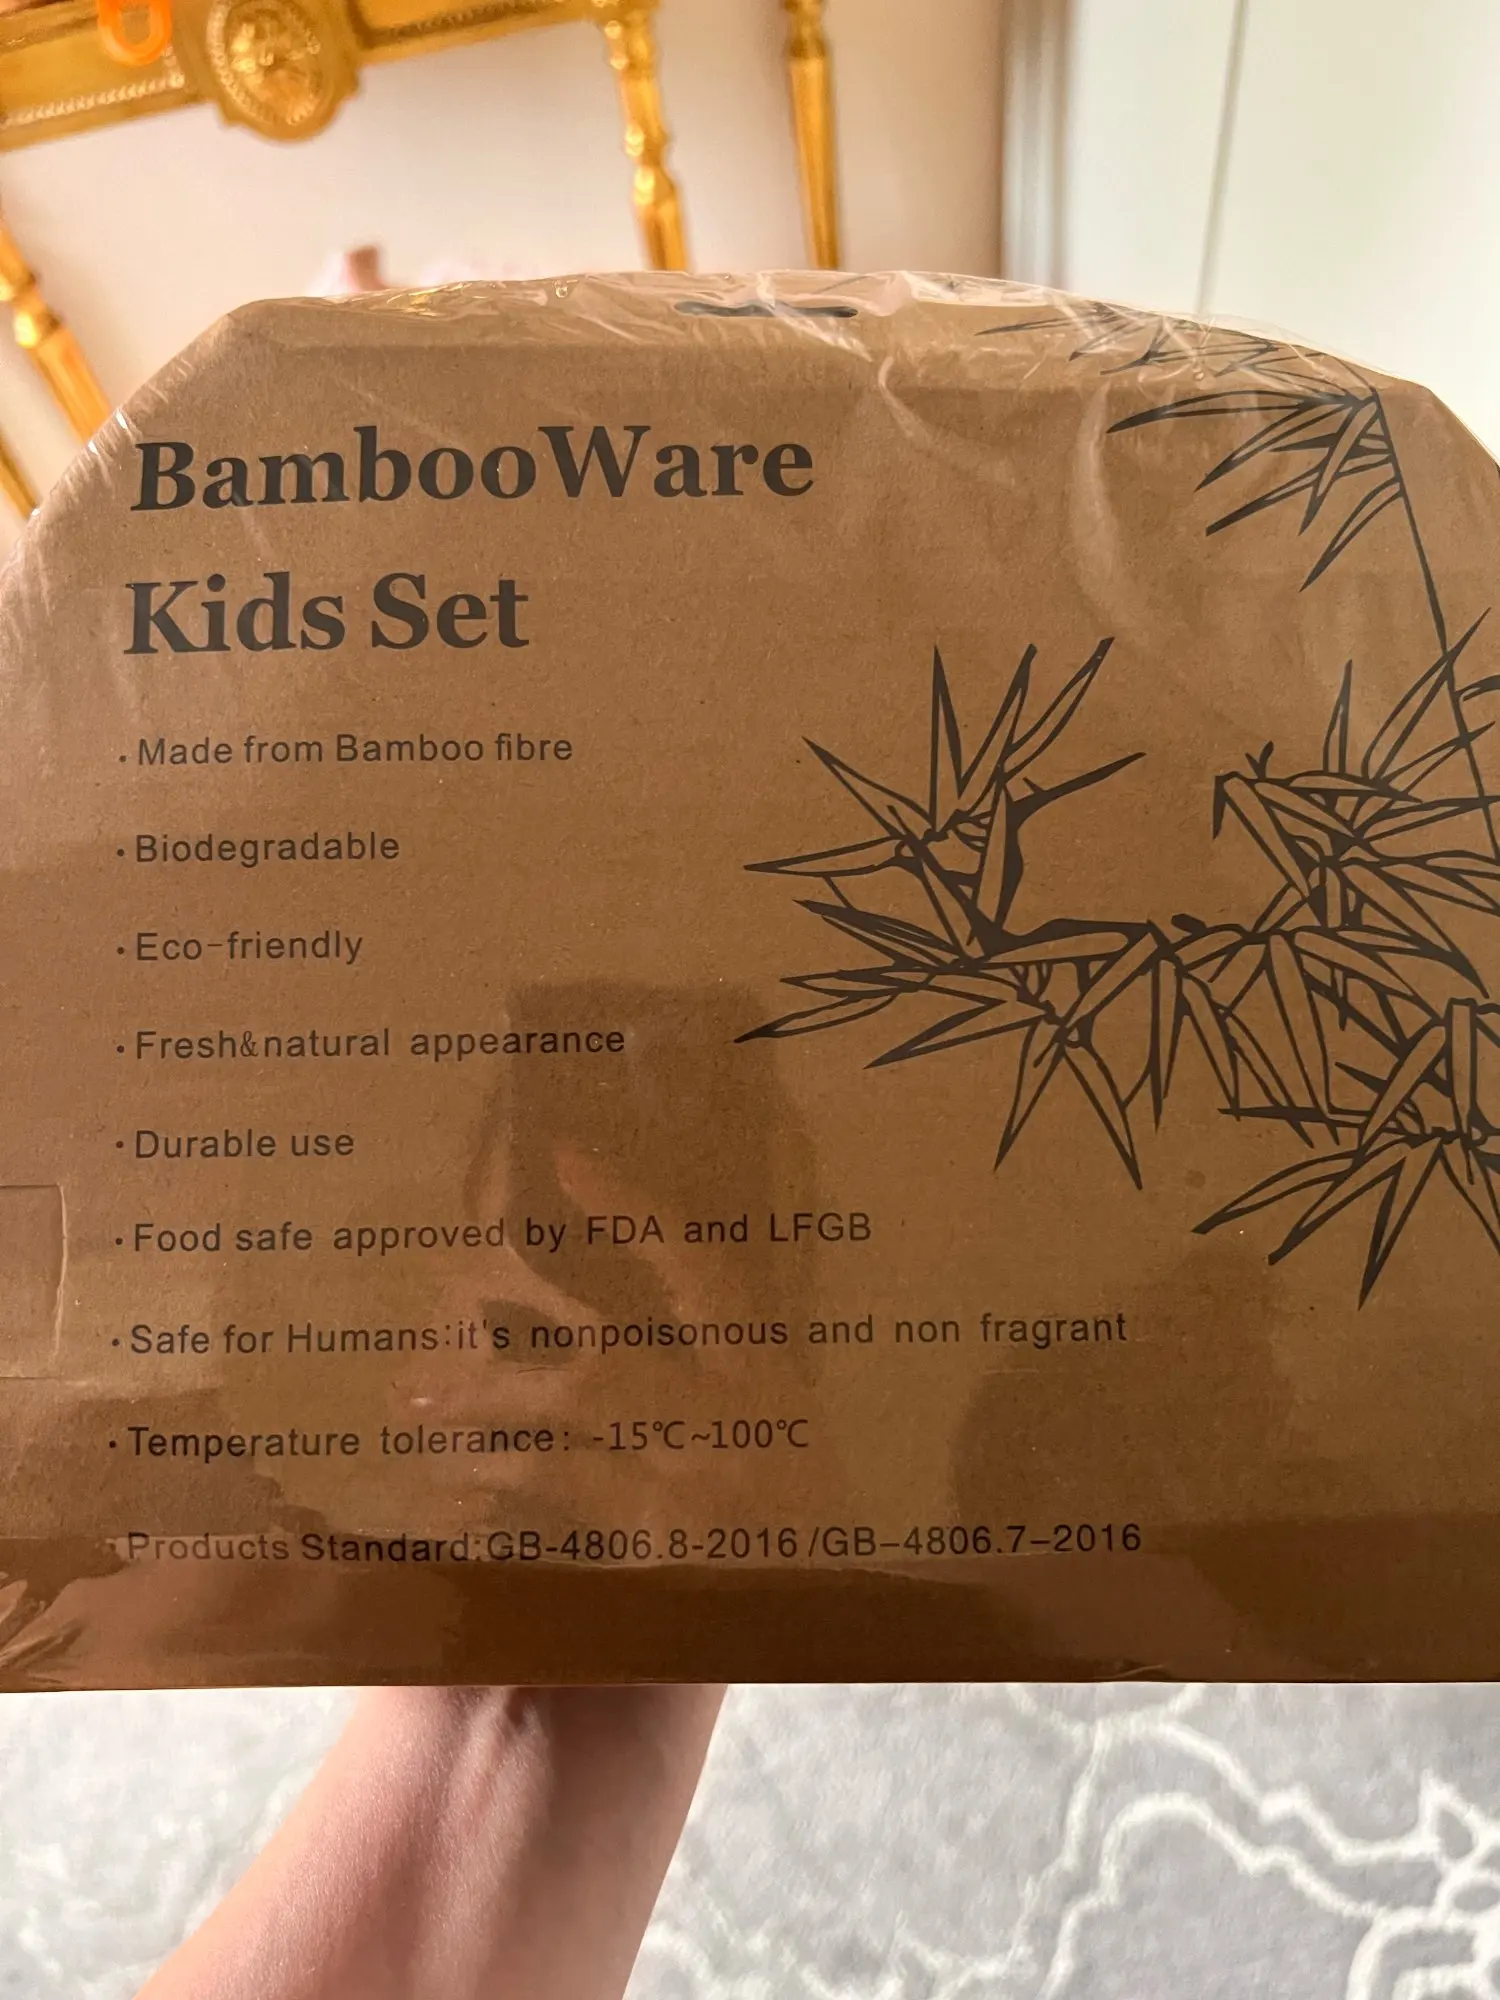 BambooWare
Kids Set
· Made from Bamboo fibre
· Biodegradable
· Eco-friendly
· Fresh&natural appearance
· Durable use
· Food safe approved by FDA and LFGB
· Safe for Humans:it's nonpoisonous and non fragrant
· Temperature tolerance: -15℃~100℃
· Products Standard:GB-4806.8-2016/GB-4806.7-2016